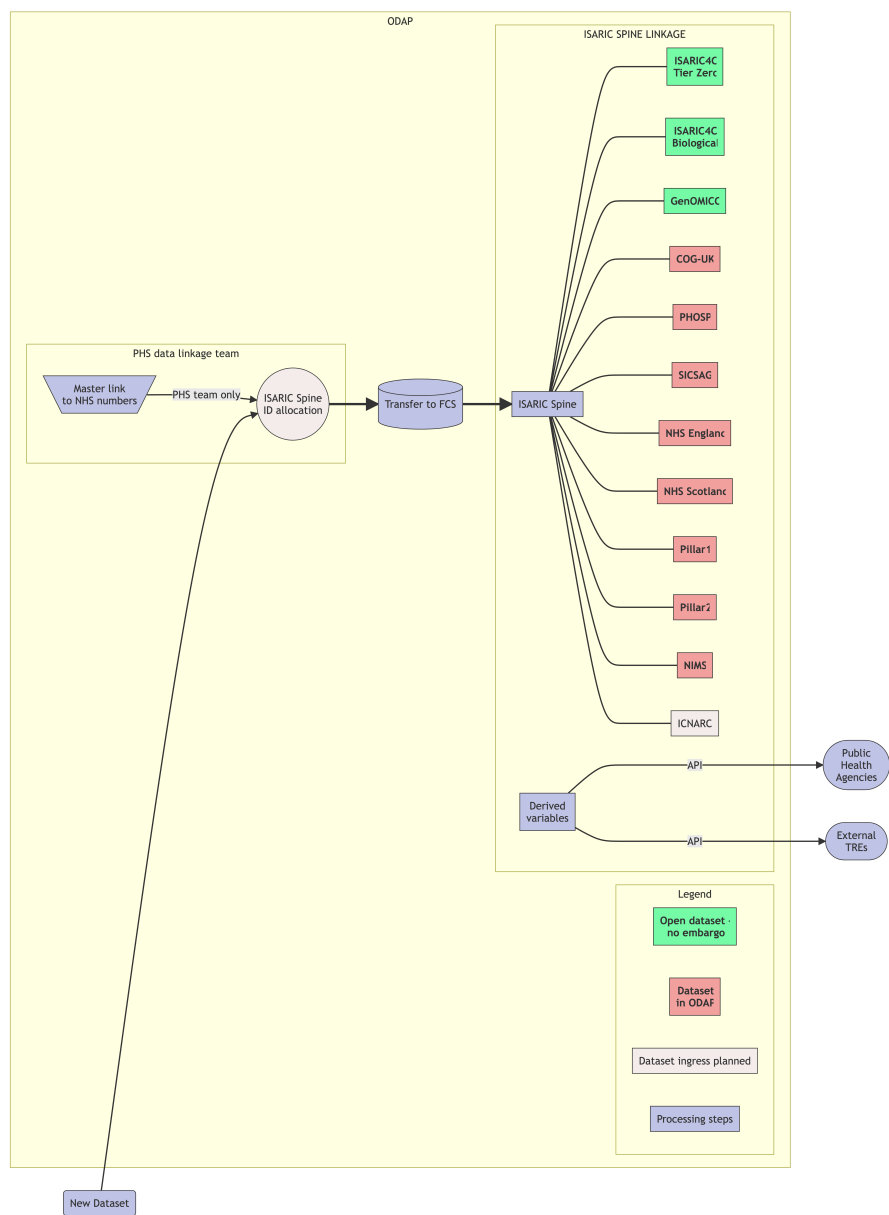 ODAP
ISARIC SPINE LINKAGE
ISARIC4C
Tier Zero
ISARIC4C
Biological
GenOMICC
COG-UK
PHOSP
SICSAG
NHS England
NHS Scotland
Pillar1
Pillar2
NIMS
ICNARC
PHS data linkage team
Master link
to NHS numbers
PHS team only
ISARIC Spine
ID allocation
Transfer to FCS
ISARIC Spine
Derived
variables
API
API
Public
Health
Agencies
External
TREs
Legend
Open dataset -
no embargo
Dataset
in ODAP
Dataset ingress planned
Processing steps
New Dataset